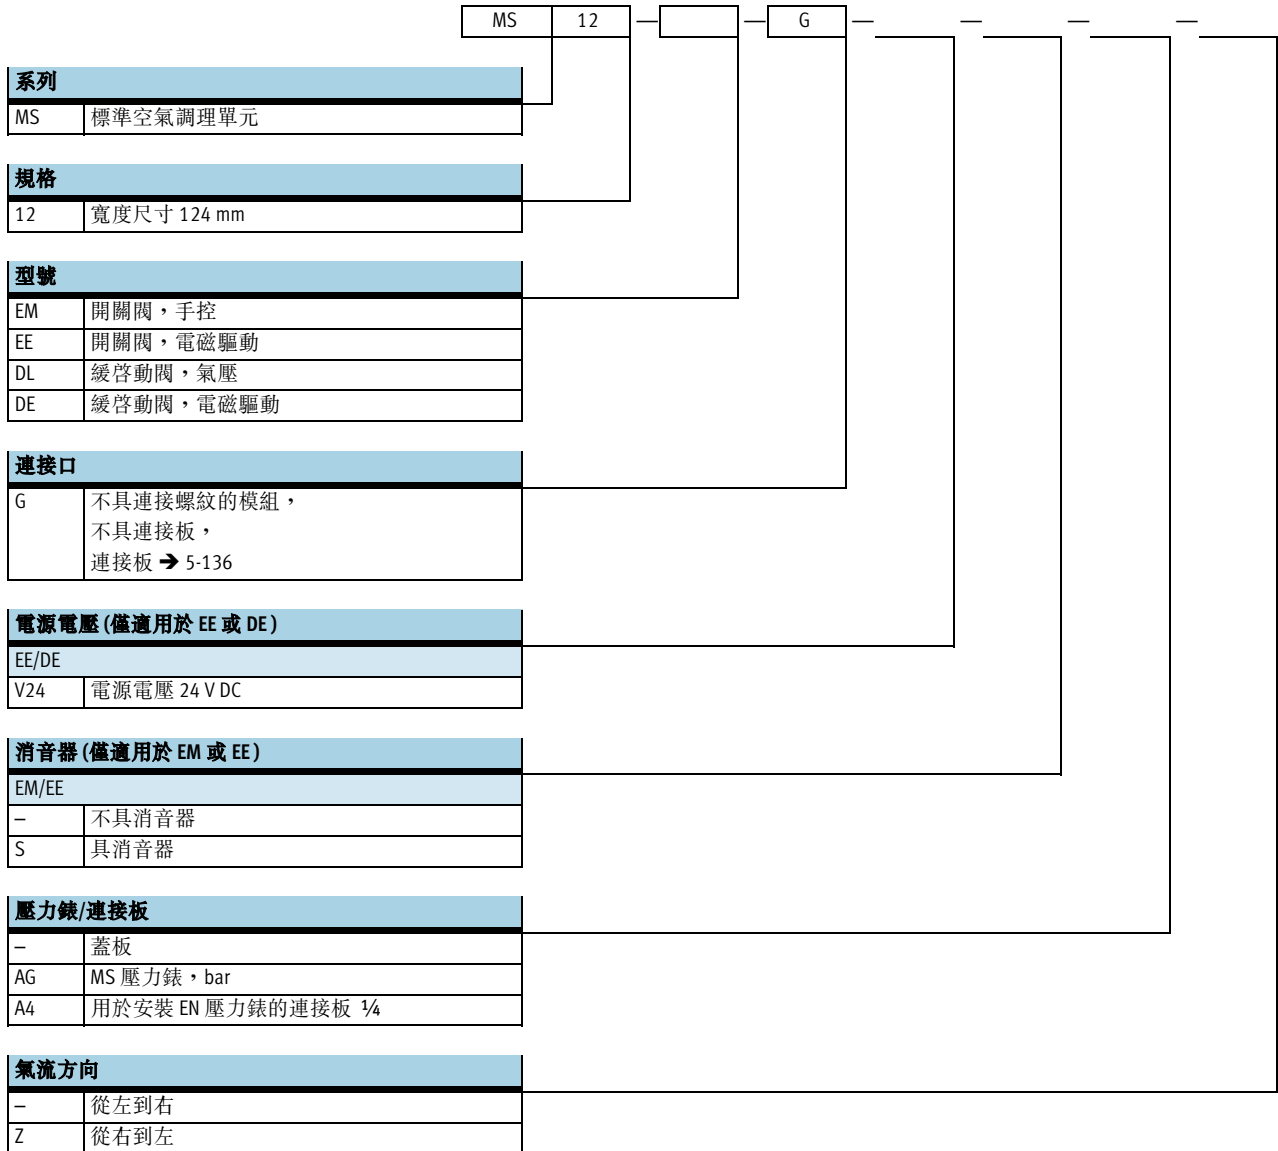 MS 12 — — G — — — —
系列
MS 標準空氣調理單元
規格
12 寬度尺寸 124 mm
型號
EM 開關閥，手控
EE 開關閥，電磁驅動
DL 緩啓動閥，氣壓
DE 緩啓動閥，電磁驅動
連接口
G 不具連接螺紋的模組，
不具連接板，
連接板 ➔ 5-136
電源電壓 (僅適用於 EE 或 DE)
EE/DE
V24 電源電壓 24 V DC
消音器 (僅適用於 EM 或 EE)
EM/EE
– 不具消音器
S 具消音器
壓力錶/連接板
– 蓋板
AG MS 壓力錶，bar
A4 用於安裝 EN 壓力錶的連接板 ¼
氣流方向
– 從左到右
Z 從右到左